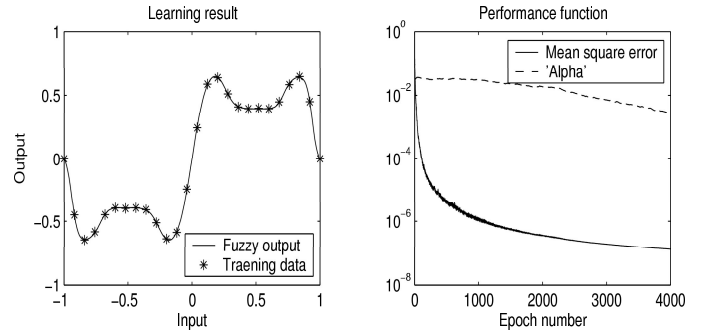 Learning result
1
0.5
0
−0.5
−1
Output
Fuzzy output
Traening data
−1 −0.5 0 0.5 1
Input
Performance function
10^0
10^−2
10^−4
10^−6
10^−8
Mean square error
'Alpha'
0 1000 2000 3000 4000
Epoch number